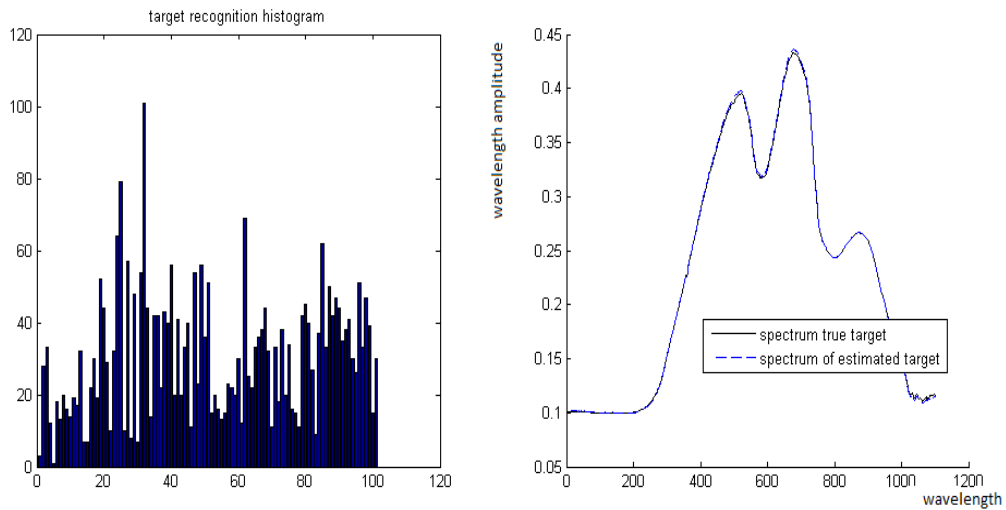 target recognition histogram
120
100
80
60
40
20
0
0 20 40 60 80 100 120
wavelength amplitude
0.45
0.4
0.35
0.3
0.25
0.2
0.15
0.1
0.05
spectrum true target
spectrum of estimated target
0 200 400 600 800 1000 1200
wavelength